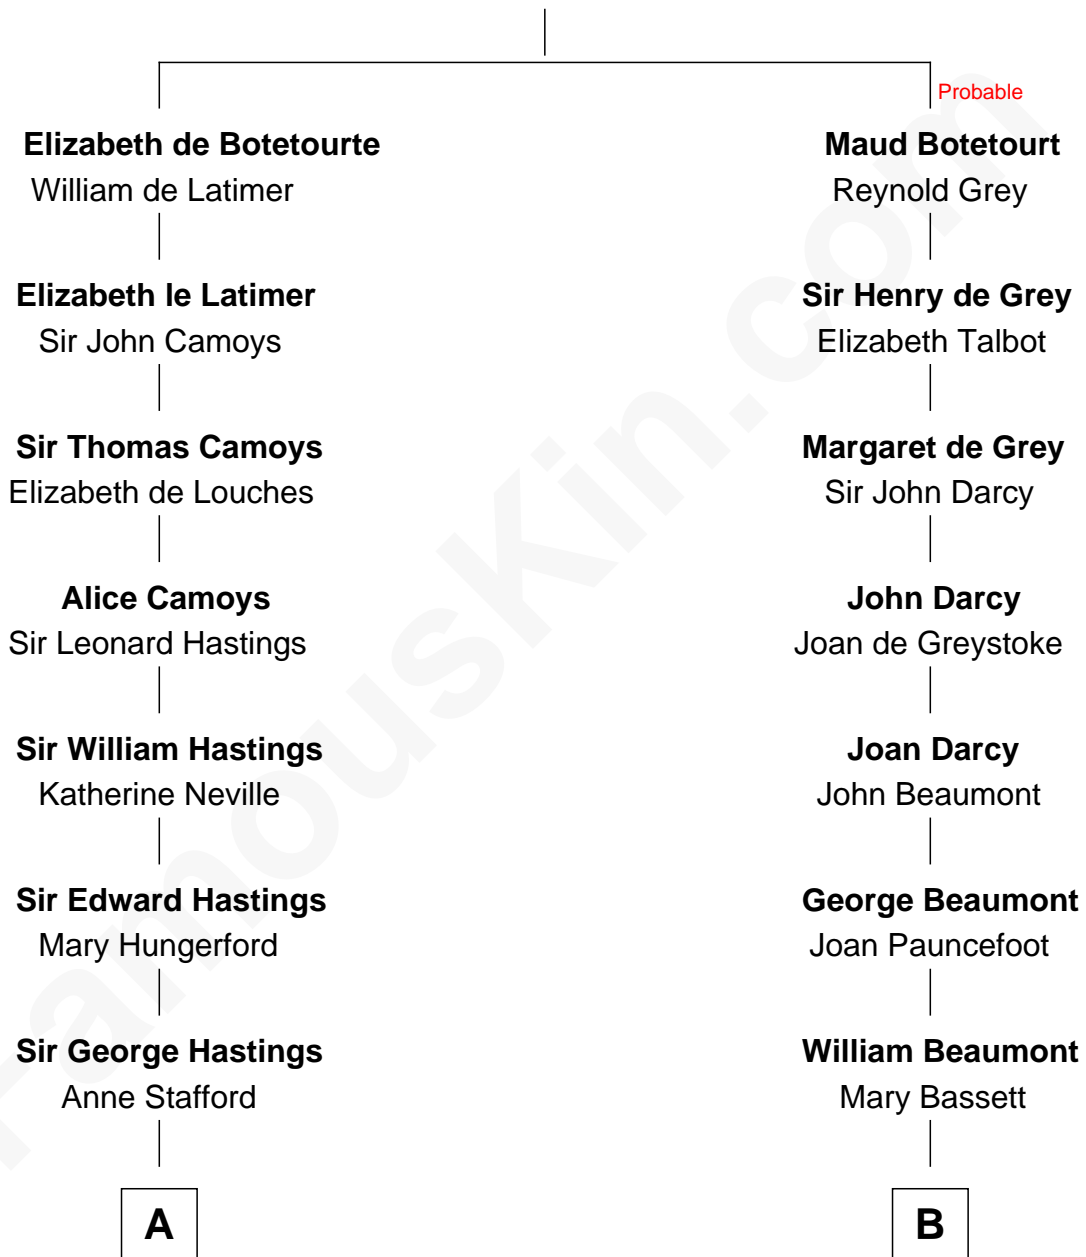 Probable
Elizabeth de Botetourte
William de Latimer
Maud Botetourt
Reynold Grey
Elizabeth le Latimer
Sir John Camoys
Sir Henry de Grey
Elizabeth Talbot
Sir Thomas Camoys
Elizabeth de Louches
Margaret de Grey
Sir John Darcy
Alice Camoys
Sir Leonard Hastings
John Darcy
Joan de Greystoke
Sir William Hastings
Katherine Neville
Joan Darcy
John Beaumont
Sir Edward Hastings
Mary Hungerford
George Beaumont
Joan Pauncefoot
Sir George Hastings
Anne Stafford
William Beaumont
Mary Bassett
A
B
FamousKin.com